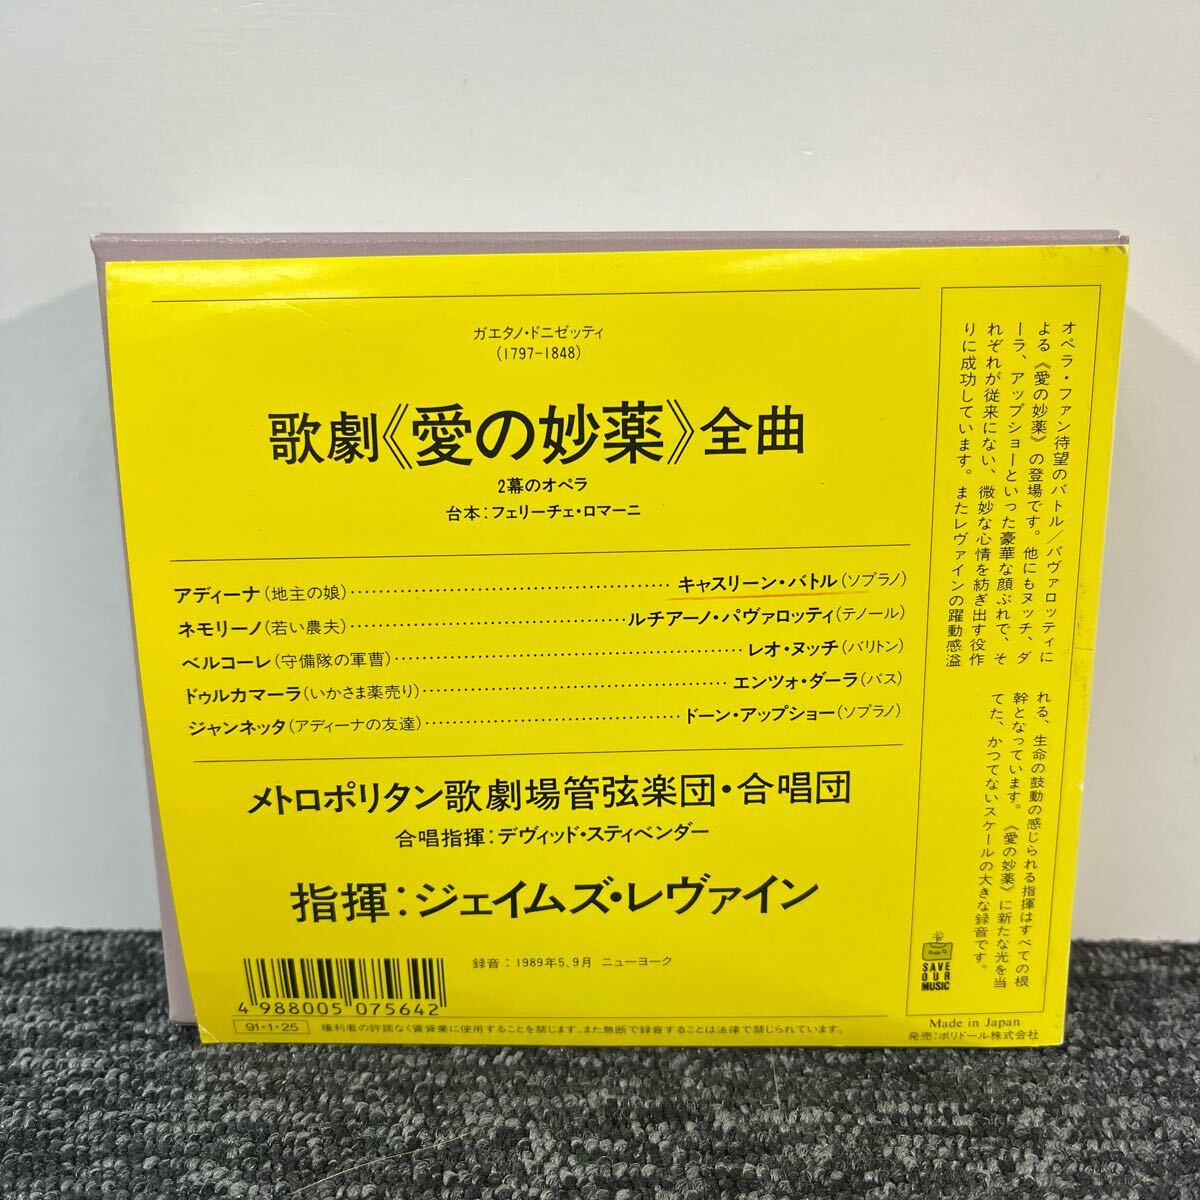 ガエタノ・ドニゼッティ
(1797-1848)
歌劇《愛の妙薬》全曲
2幕のオペラ
台本：フェリーチェ・ロマーニ
アディーナ(地主の娘)……………………………キャスリーン・バトル(ソプラノ)
ネモリーノ(若い農夫)……………………………ルチアーノ・パヴァロッティ(テノール)
ベルコーレ(守備隊の軍曹)……………………………レオ・ヌッチ(バリトン)
ドゥルカマーラ(いかさま薬売り)……………………………エンツォ・ダーラ(バス)
ジャンネッタ(アディーナの友達)……………………………ドーン・アップショー(ソプラノ)
メトロポリタン歌劇場管弦楽団・合唱団
合唱指揮：デヴィッド・スティベンダー
指揮：ジェイムズ・レヴァイン
録音：1989年5、9月 ニューヨーク
4 988005 075642
91・1・25
権利者の許諾なく賃貸業に使用することを禁じます。また無断で録音することは法律で禁じられています。
オペラ・ファン待望のバトル／パヴァロッティに
よる《愛の妙薬》の登場です。他にもヌッチ、ダ
ーラ、アップショーといった豪華な顔ぶれで、そ
れぞれが従来にない、微妙な心情を紡ぎ出す役作
りに成功しています。またレヴァインの躍動感溢
れる、生命の鼓動の感じられる指揮はすべての根
幹となっています。《愛の妙薬》に新たな光を当
てた、かつてないスケールの大きな録音です。
SAVE
OUR
MUSIC
Made in Japan
発売：ポリドール株式会社